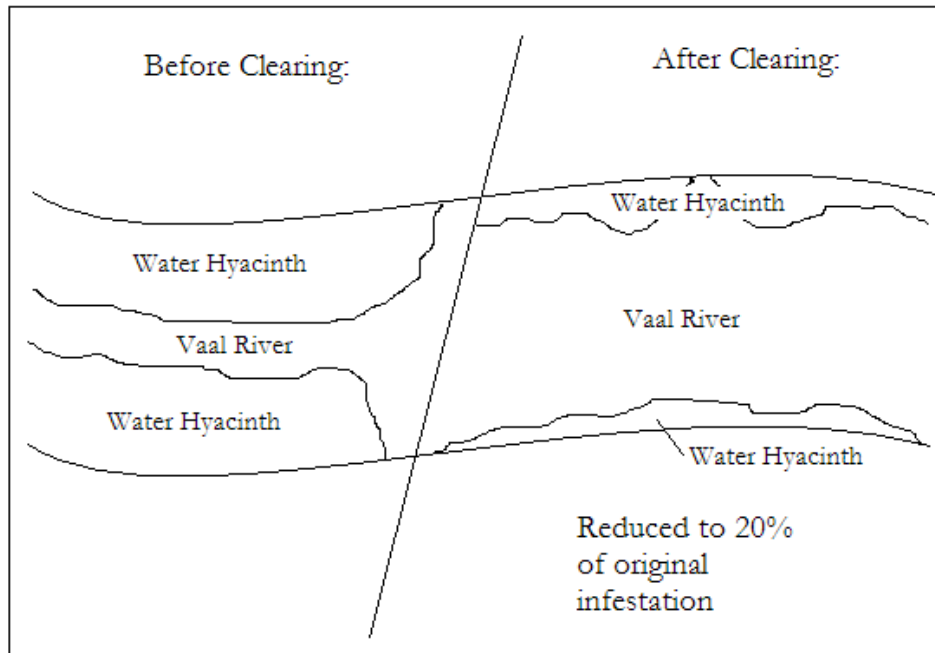 Before Clearing:
After Clearing:
Water Hyacinth
Water Hyacinth
Vaal River
Vaal River
Water Hyacinth
Water Hyacinth
Reduced to 20%
of original
infestation